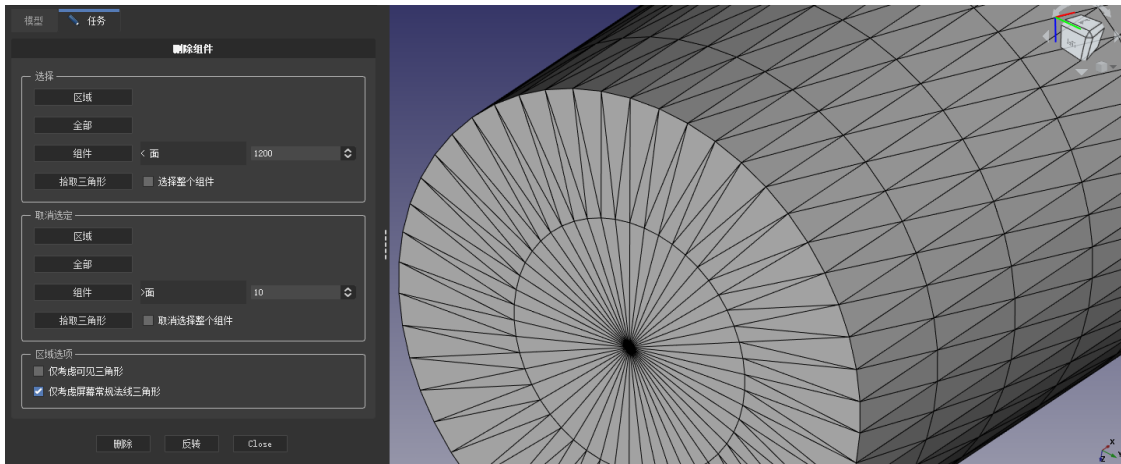 模型 任务
删除组件
选择
区域
全部
组件 < 面 1200
拾取三角形 选择整个组件
取消选定
区域
全部
组件 >面 10
拾取三角形 取消选择整个组件
区域选项
仅考虑可见三角形
仅考虑屏幕常规法线三角形
删除 反转 Close
X
Z Y